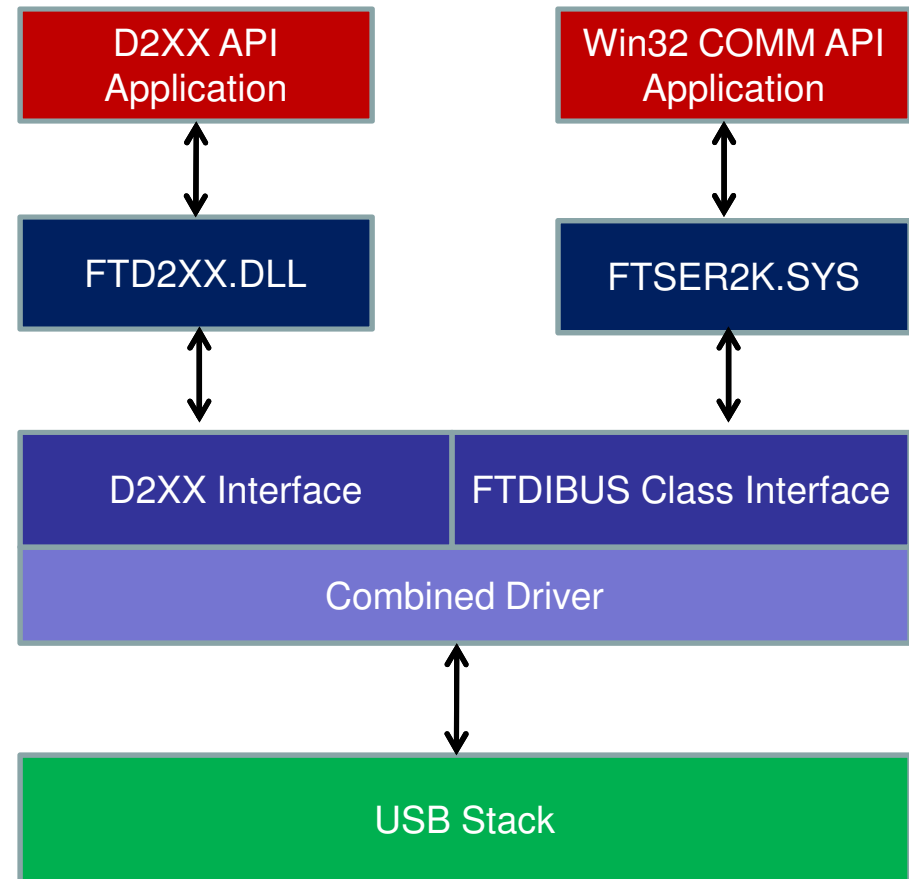 D2XX API
Application
Win32 COMM API
Application
FTD2XX.DLL
FTSER2K.SYS
D2XX Interface
FTDIBUS Class Interface
Combined Driver
USB Stack